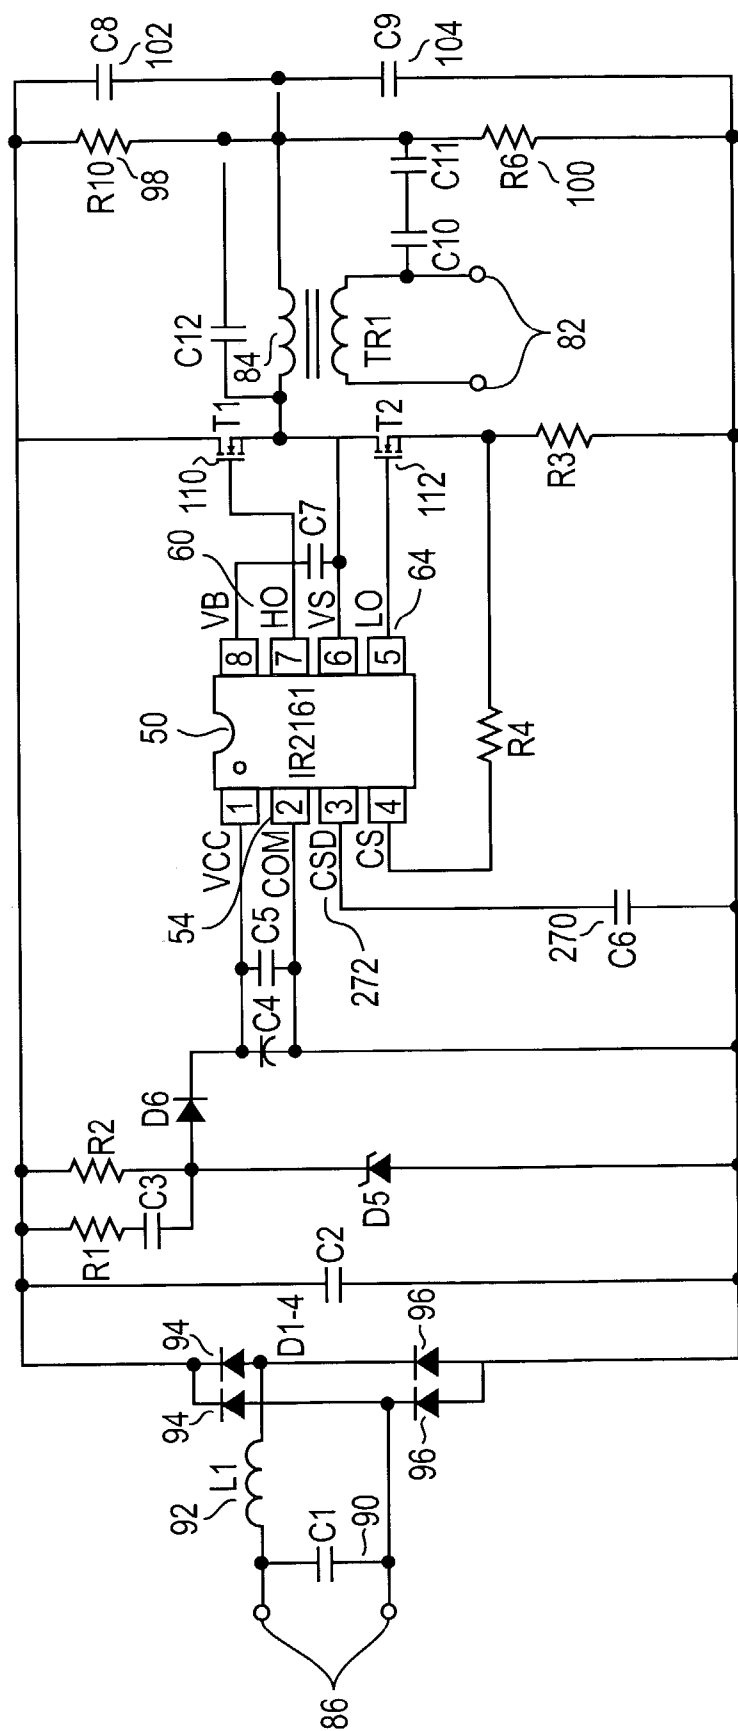 86
92
L1
C1
90
94
94
D1-4
96
96
C2
R1
C3
R2
D5
D6
C4
C5
54
VCC
COM
CSD
CS
272
270
C6
50
1
2
3
4
IR2161
8
7
6
5
VB
HO
VS
LO
60
64
C7
R4
110
T1
112
T2
R3
C12
84
TR1
82
C10
C11
R10
98
R6
100
C8
102
C9
104